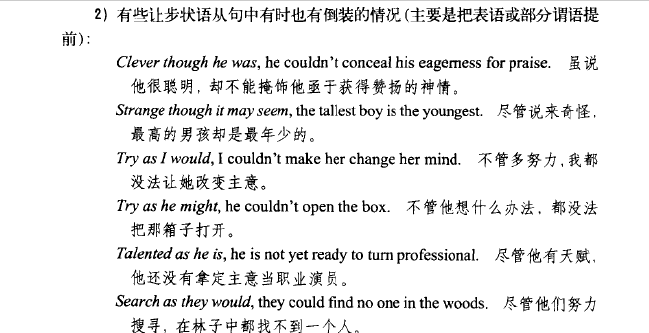 2) 有些让步状语从句中有时也有倒装的情况(主要是把表语或部分谓语提
前):
Clever though he was, he couldn't conceal his eagerness for praise. 虽说
他很聪明，却不能掩饰他亟于获得赞扬的神情。
Strange though it may seem, the tallest boy is the youngest. 尽管说来奇怪，
最高的男孩却是最年少的。
Try as I would, I couldn't make her change her mind. 不管多努力，我都
没法让她改变主意。
Try as he might, he couldn't open the box. 不管他想什么办法，都没法
把那箱子打开。
Talented as he is, he is not yet ready to turn professional. 尽管他有天赋，
他还没有拿定主意当职业演员。
Search as they would, they could find no one in the woods. 尽管他们努力
搜寻，在林子中都找不到一个人。